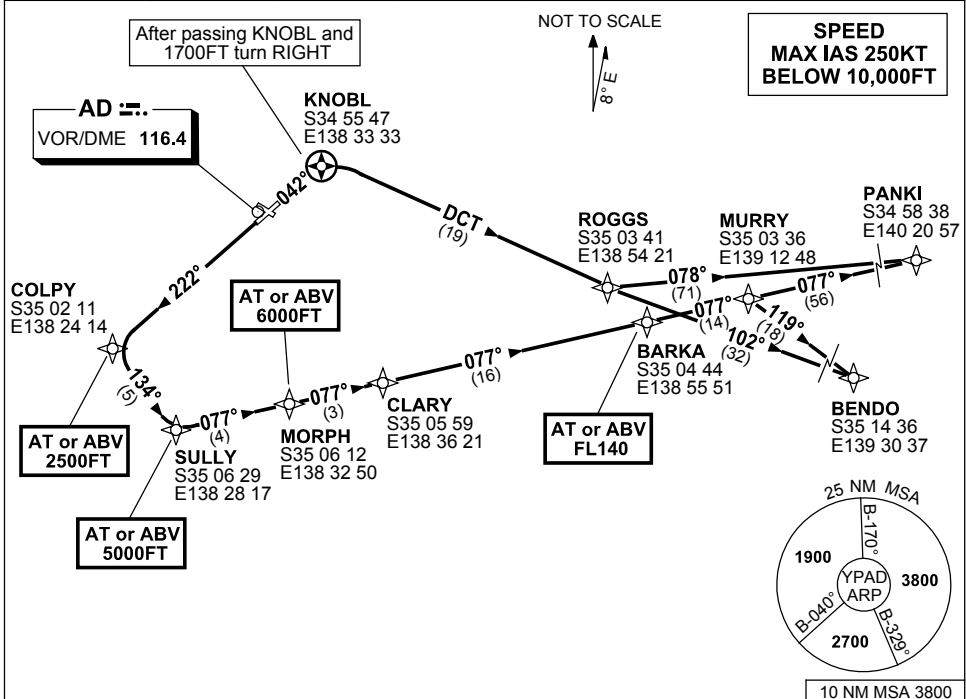 NOT TO SCALE
8° E
SPEED
MAX IAS 250KT
BELOW 10,000FT
After passing KNOBL and
1700FT turn RIGHT
AD
VOR/DME 116.4
KNOBL
S34 55 47
E138 33 33
042°
222°
DCT
(19)
ROGGS
S35 03 41
E138 54 21
MURRY
S35 03 36
E139 12 48
PANKI
S34 58 38
E140 20 57
078°
(71)
077°
(56)
077°
(14)
119°
(18)
102°
(32)
COLPY
S35 02 11
E138 24 14
AT or ABV
6000FT
134°
(5)
077°
(4)
077°
(3)
077°
(16)
BARKA
S35 04 44
E138 55 51
CLARY
S35 05 59
E138 36 21
MORPH
S35 06 12
E138 32 50
SULLY
S35 06 29
E138 28 17
BENDO
S35 14 36
E139 30 37
AT or ABV
2500FT
AT or ABV
5000FT
AT or ABV
FL140
25 NM MSA
B-170°
1900
3800
YPAD
ARP
B-040°
B-329°
2700
10 NM MSA 3800